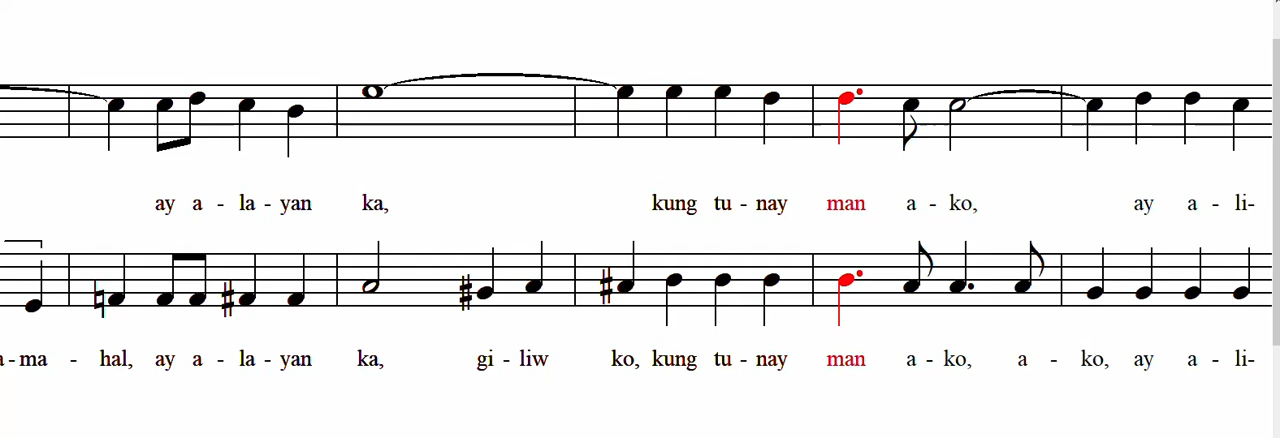 ay a - la - yan ka, kung tu - nay man a - ko, ay a - li-
a - ma - hal, ay a - la - yan ka, gi - liw ko, kung tu - nay man a - ko, a - ko, ay a - li-